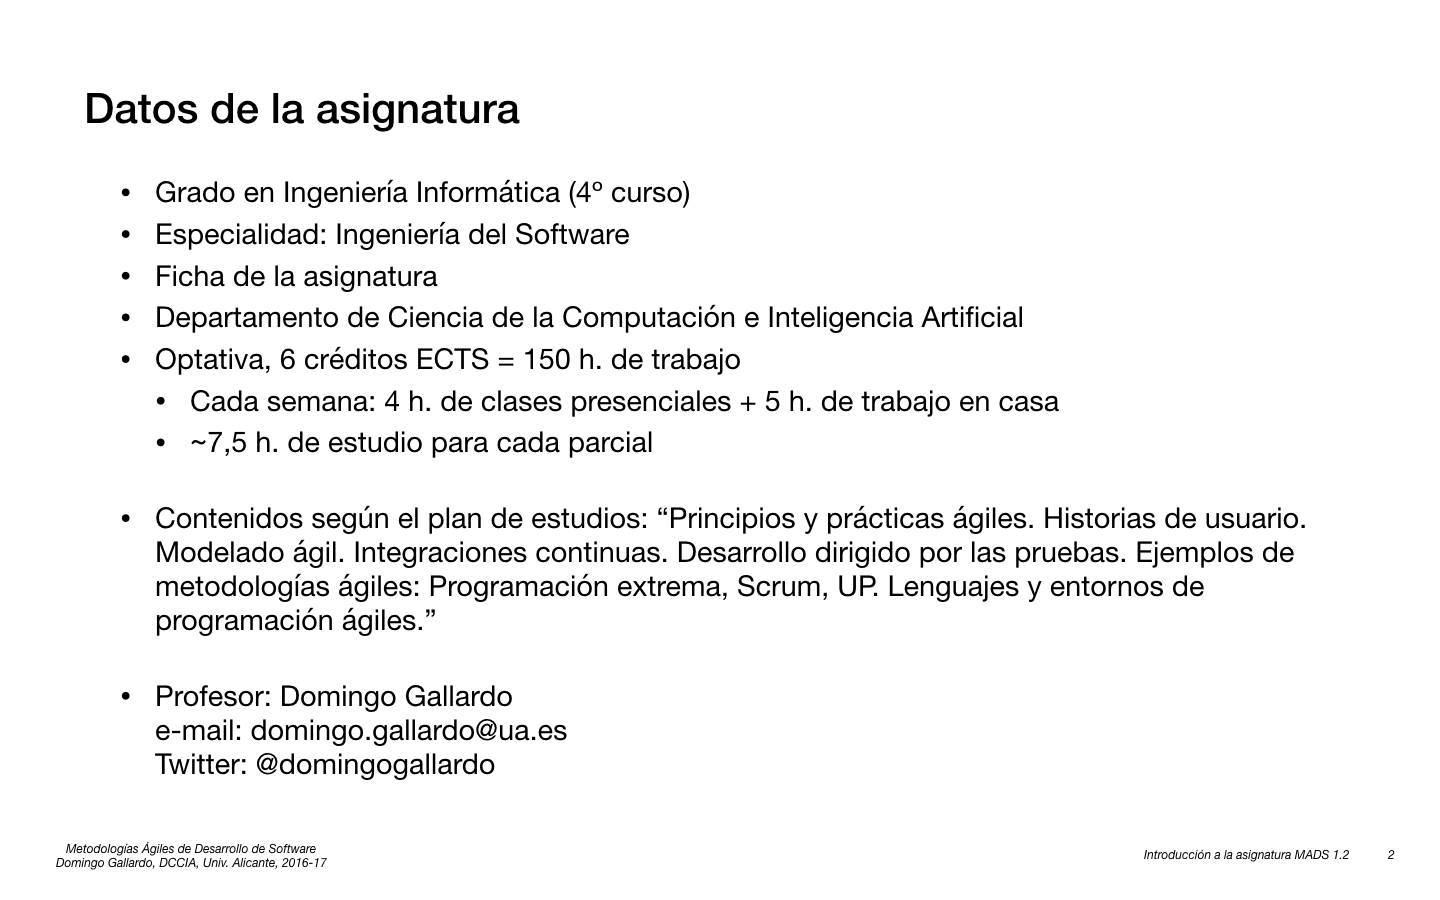 Datos de la asignatura
• Grado en Ingeniería Informática (4º curso)
• Especialidad: Ingeniería del Software
• Ficha de la asignatura
• Departamento de Ciencia de la Computación e Inteligencia Artificial
• Optativa, 6 créditos ECTS = 150 h. de trabajo
• Cada semana: 4 h. de clases presenciales + 5 h. de trabajo en casa
• ~7,5 h. de estudio para cada parcial
• Contenidos según el plan de estudios: “Principios y prácticas ágiles. Historias de usuario.
Modelado ágil. Integraciones continuas. Desarrollo dirigido por las pruebas. Ejemplos de
metodologías ágiles: Programación extrema, Scrum, UP. Lenguajes y entornos de
programación ágiles.”
• Profesor: Domingo Gallardo
e-mail: domingo.gallardo@ua.es
Twitter: @domingogallardo
Metodologías Ágiles de Desarrollo de Software
Domingo Gallardo, DCCIA, Univ. Alicante, 2016-17
Introducción a la asignatura MADS 1.2 2